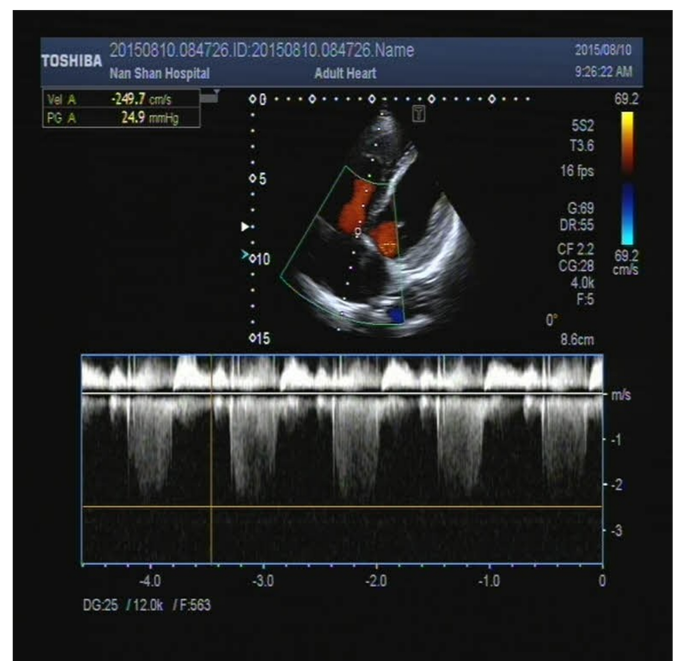 TOSHIBA 20150810.084726.ID:20150810.084726.Name 2015/08/10
Nan Shan Hospital Adult Heart 9:26:22 AM
Vel A -249.7 cm/s
PG A 24.9 mmHg
0
5
10
15
T
69.2
5S2
T3.6
16 fps
G:69
DR:55
CF 2.2
CG:28
4.0k
F:5
69.2
cm/s
0°
8.6cm
m/s
-1
-2
-3
-4.0 -3.0 -2.0 -1.0 0
DG:25 / 12.0k / F:563